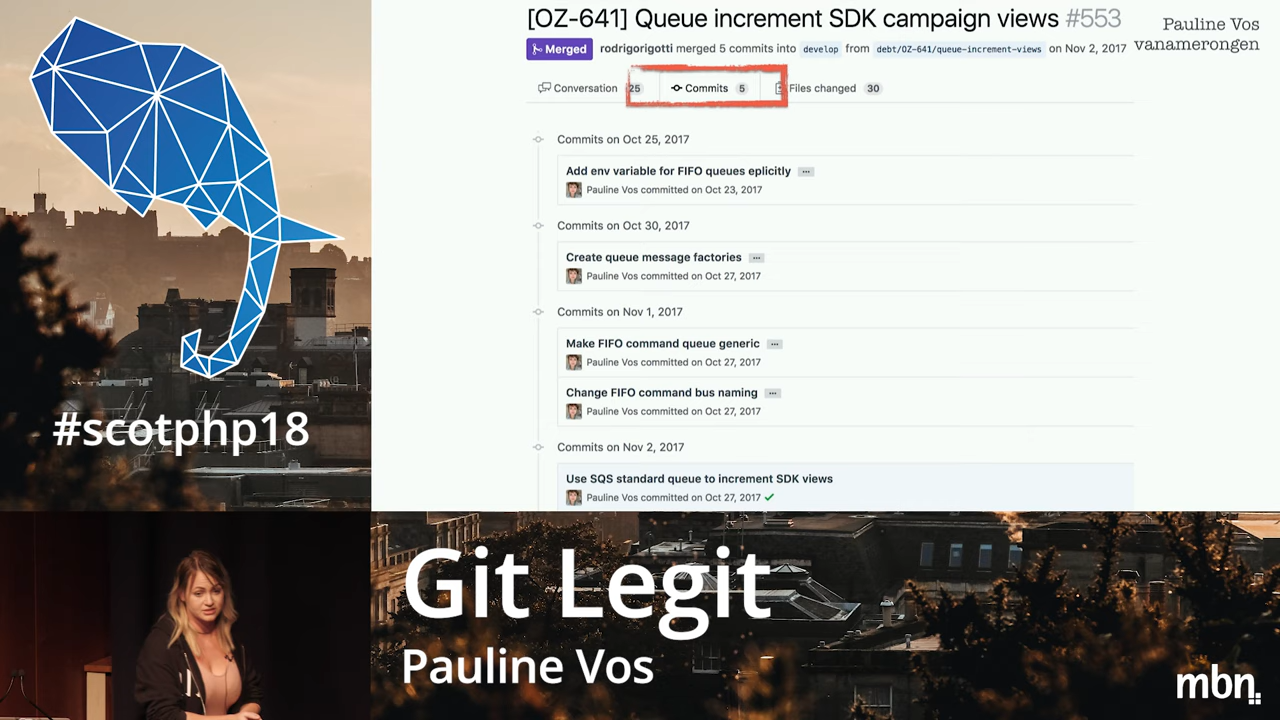 [OZ-641] Queue increment SDK campaign views #553
Pauline Vos
vanamerongen
Merged rodrigorigotti merged 5 commits into develop from debt/OZ-641/queue-increment-views on Nov 2, 2017
Conversation 25 Commits 5 Files changed 30
Commits on Oct 25, 2017
Add env variable for FIFO queues eplicitly ...
Pauline Vos committed on Oct 23, 2017
Commits on Oct 30, 2017
Create queue message factories ...
Pauline Vos committed on Oct 27, 2017
Commits on Nov 1, 2017
Make FIFO command queue generic ...
Pauline Vos committed on Oct 27, 2017
Change FIFO command bus naming ...
Pauline Vos committed on Oct 27, 2017
Commits on Nov 2, 2017
Use SQS standard queue to increment SDK views
Pauline Vos committed on Oct 27, 2017
#scotphp18
Git Legit
Pauline Vos
mbn